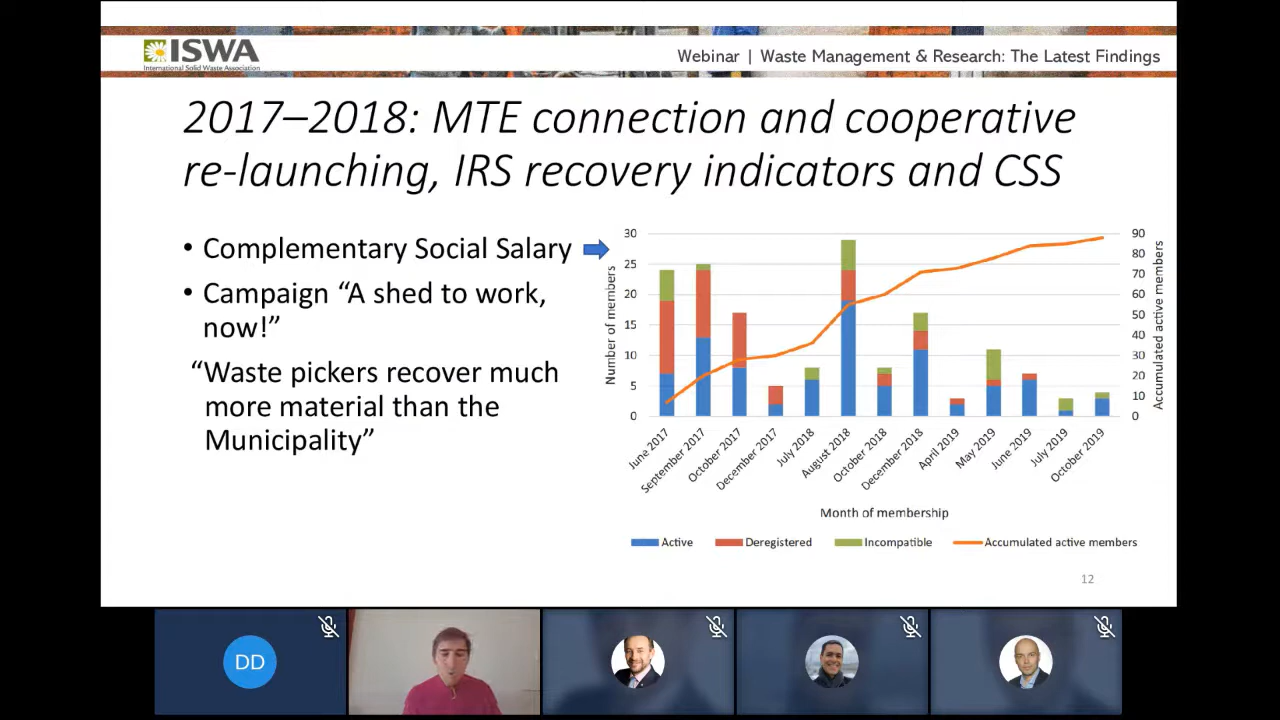 ISWA
International Solid Waste Association
Webinar | Waste Management & Research: The Latest Findings
2017–2018: MTE connection and cooperative
re-launching, IRS recovery indicators and CSS
• Complementary Social Salary
• Campaign “A shed to work,
now!”
“Waste pickers recover much
more material than the
Municipality”
Number of members
30
25
20
15
10
5
0
90
80
70
60
50
40
30
20
10
0
Accumulated active members
June 2017
September 2017
October 2017
December 2017
July 2018
August 2018
October 2018
December 2018
April 2019
May 2019
June 2019
July 2019
October 2019
Month of membership
Active
Deregistered
Incompatible
Accumulated active members
12
DD